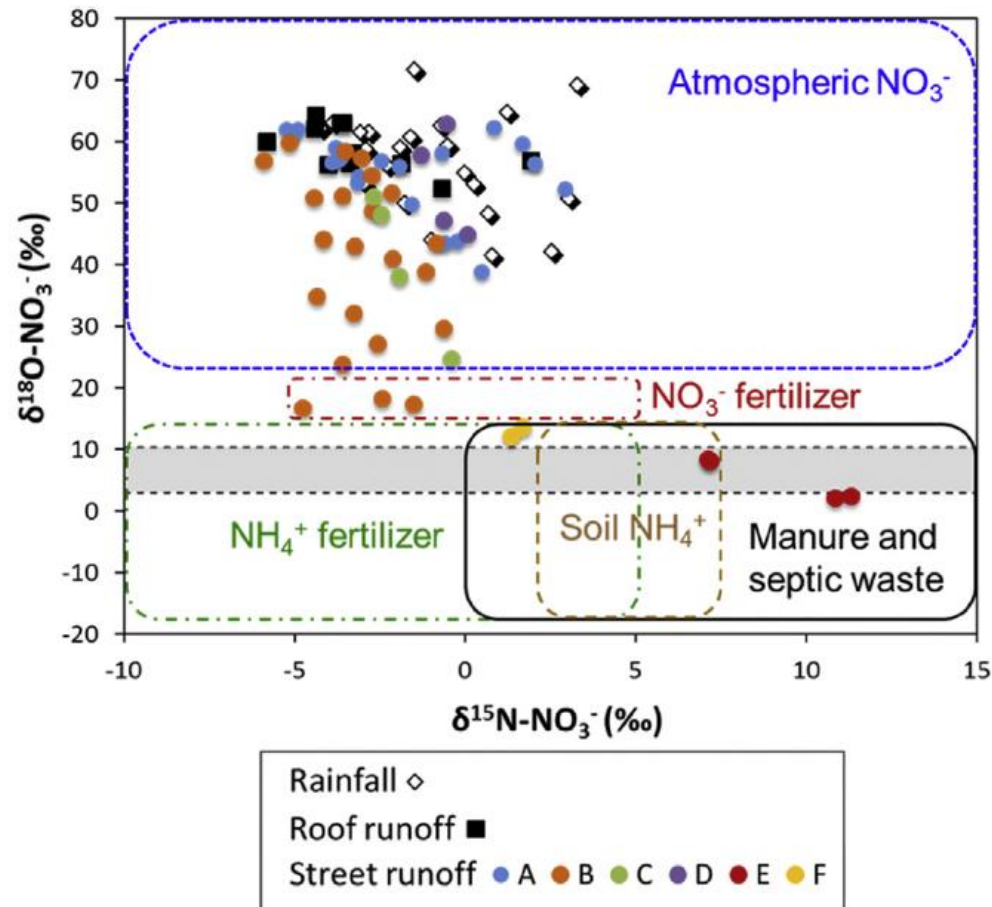 80
70
60
50
40
30
20
10
0
-10
-20
δ18O-NO3- (‰)
Atmospheric NO3-
NO3- fertilizer
NH4+ fertilizer
Soil NH4+
Manure and
septic waste
-10 -5 0 5 10 15
δ15N-NO3- (‰)
Rainfall
Roof runoff
Street runoff A B C D E F